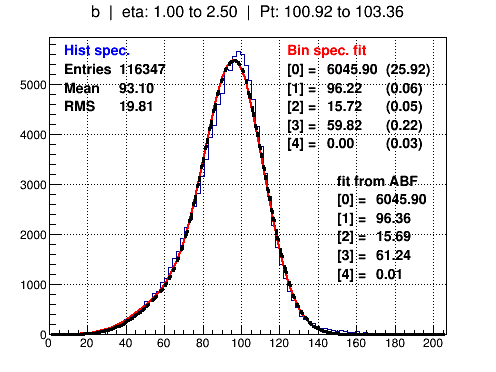 b | eta: 1.00 to 2.50 | Pt: 100.92 to 103.36
Hist spec.
Entries 116347
Mean 93.10
RMS 19.81
Bin spec. fit
[0] = 6045.90 (25.92)
[1] = 96.22 (0.06)
[2] = 15.72 (0.05)
[3] = 59.82 (0.22)
[4] = 0.00 (0.03)
fit from ABF
[0] = 6045.90
[1] = 96.36
[2] = 15.69
[3] = 61.24
[4] = 0.01
5000
4000
3000
2000
1000
0
0 20 40 60 80 100 120 140 160 180 200